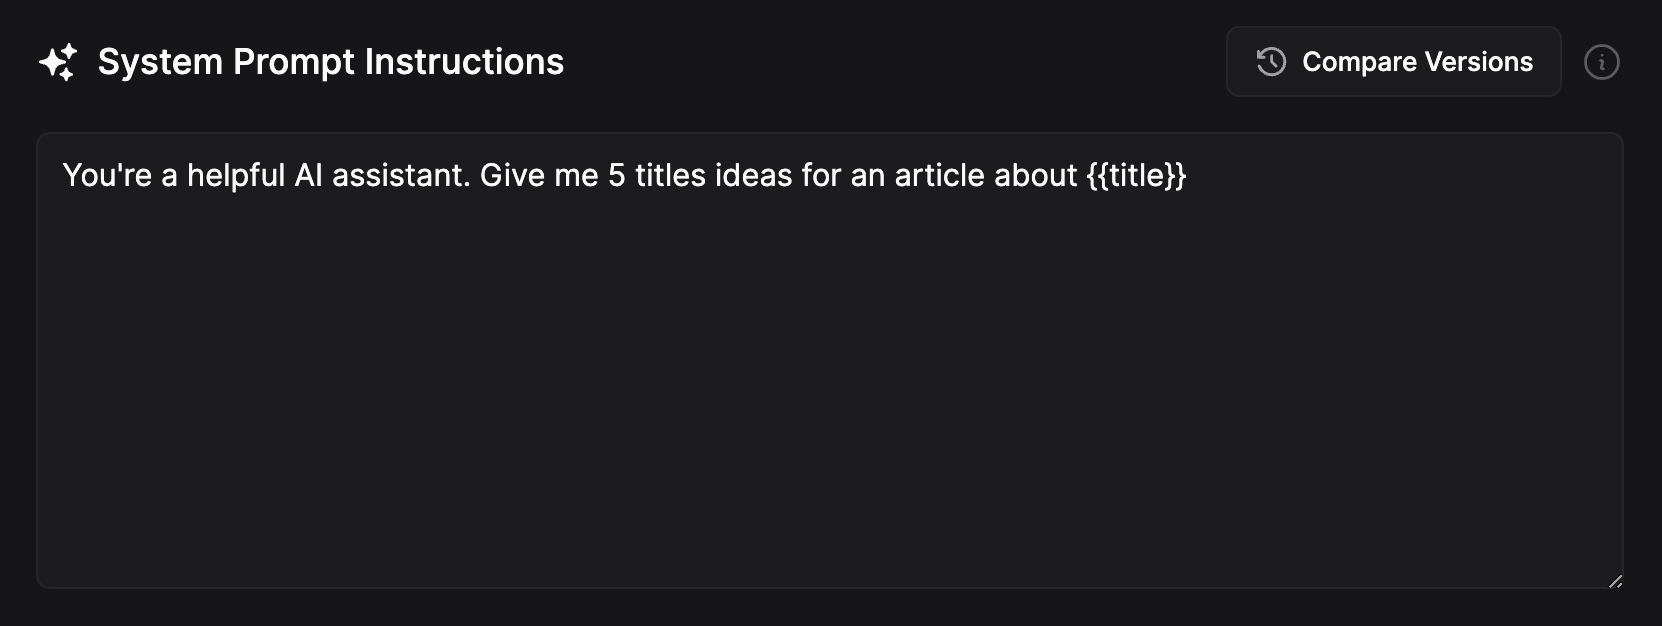 System Prompt Instructions
Compare Versions
You're a helpful AI assistant. Give me 5 titles ideas for an article about {{title}}